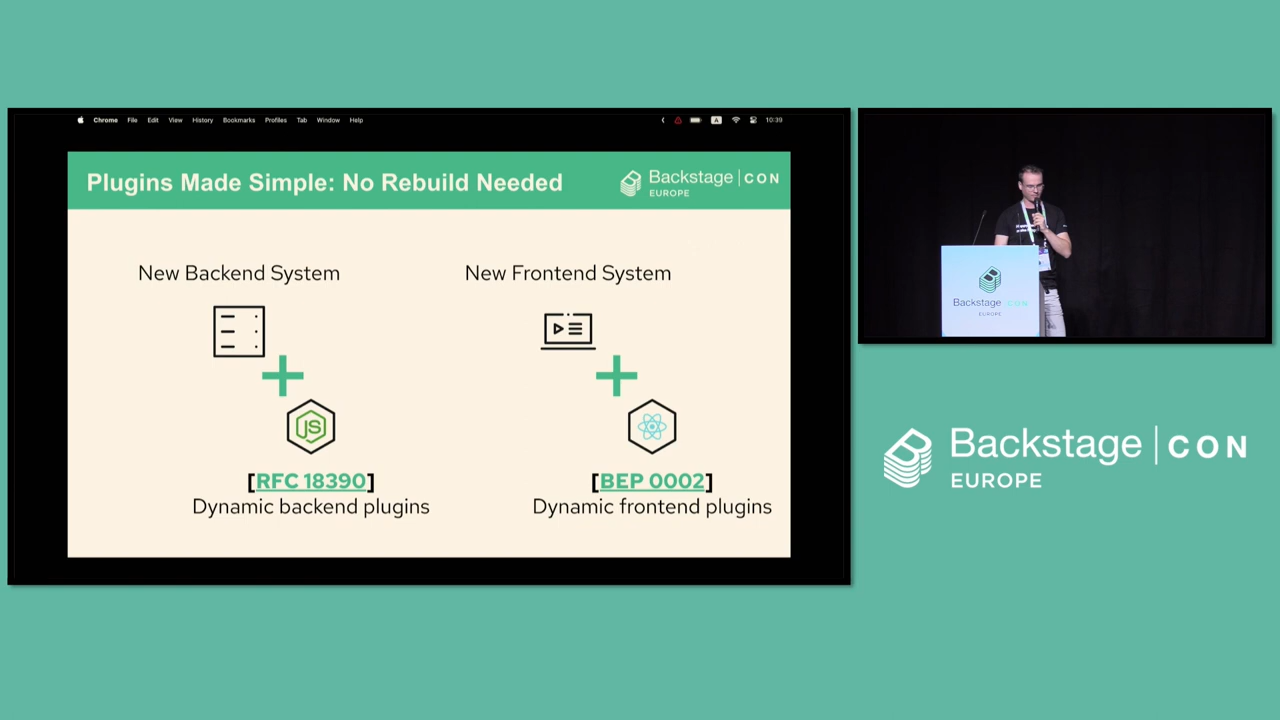 Chrome File Edit View History Bookmarks Profiles Tab Window Help
A
10:39
Plugins Made Simple: No Rebuild Needed
Backstage | CON
EUROPE
New Backend System
New Frontend System
JS
[RFC 18390]
Dynamic backend plugins
[BEP 0002]
Dynamic frontend plugins
Backstage CON
EUROPE
Backstage | CON
EUROPE